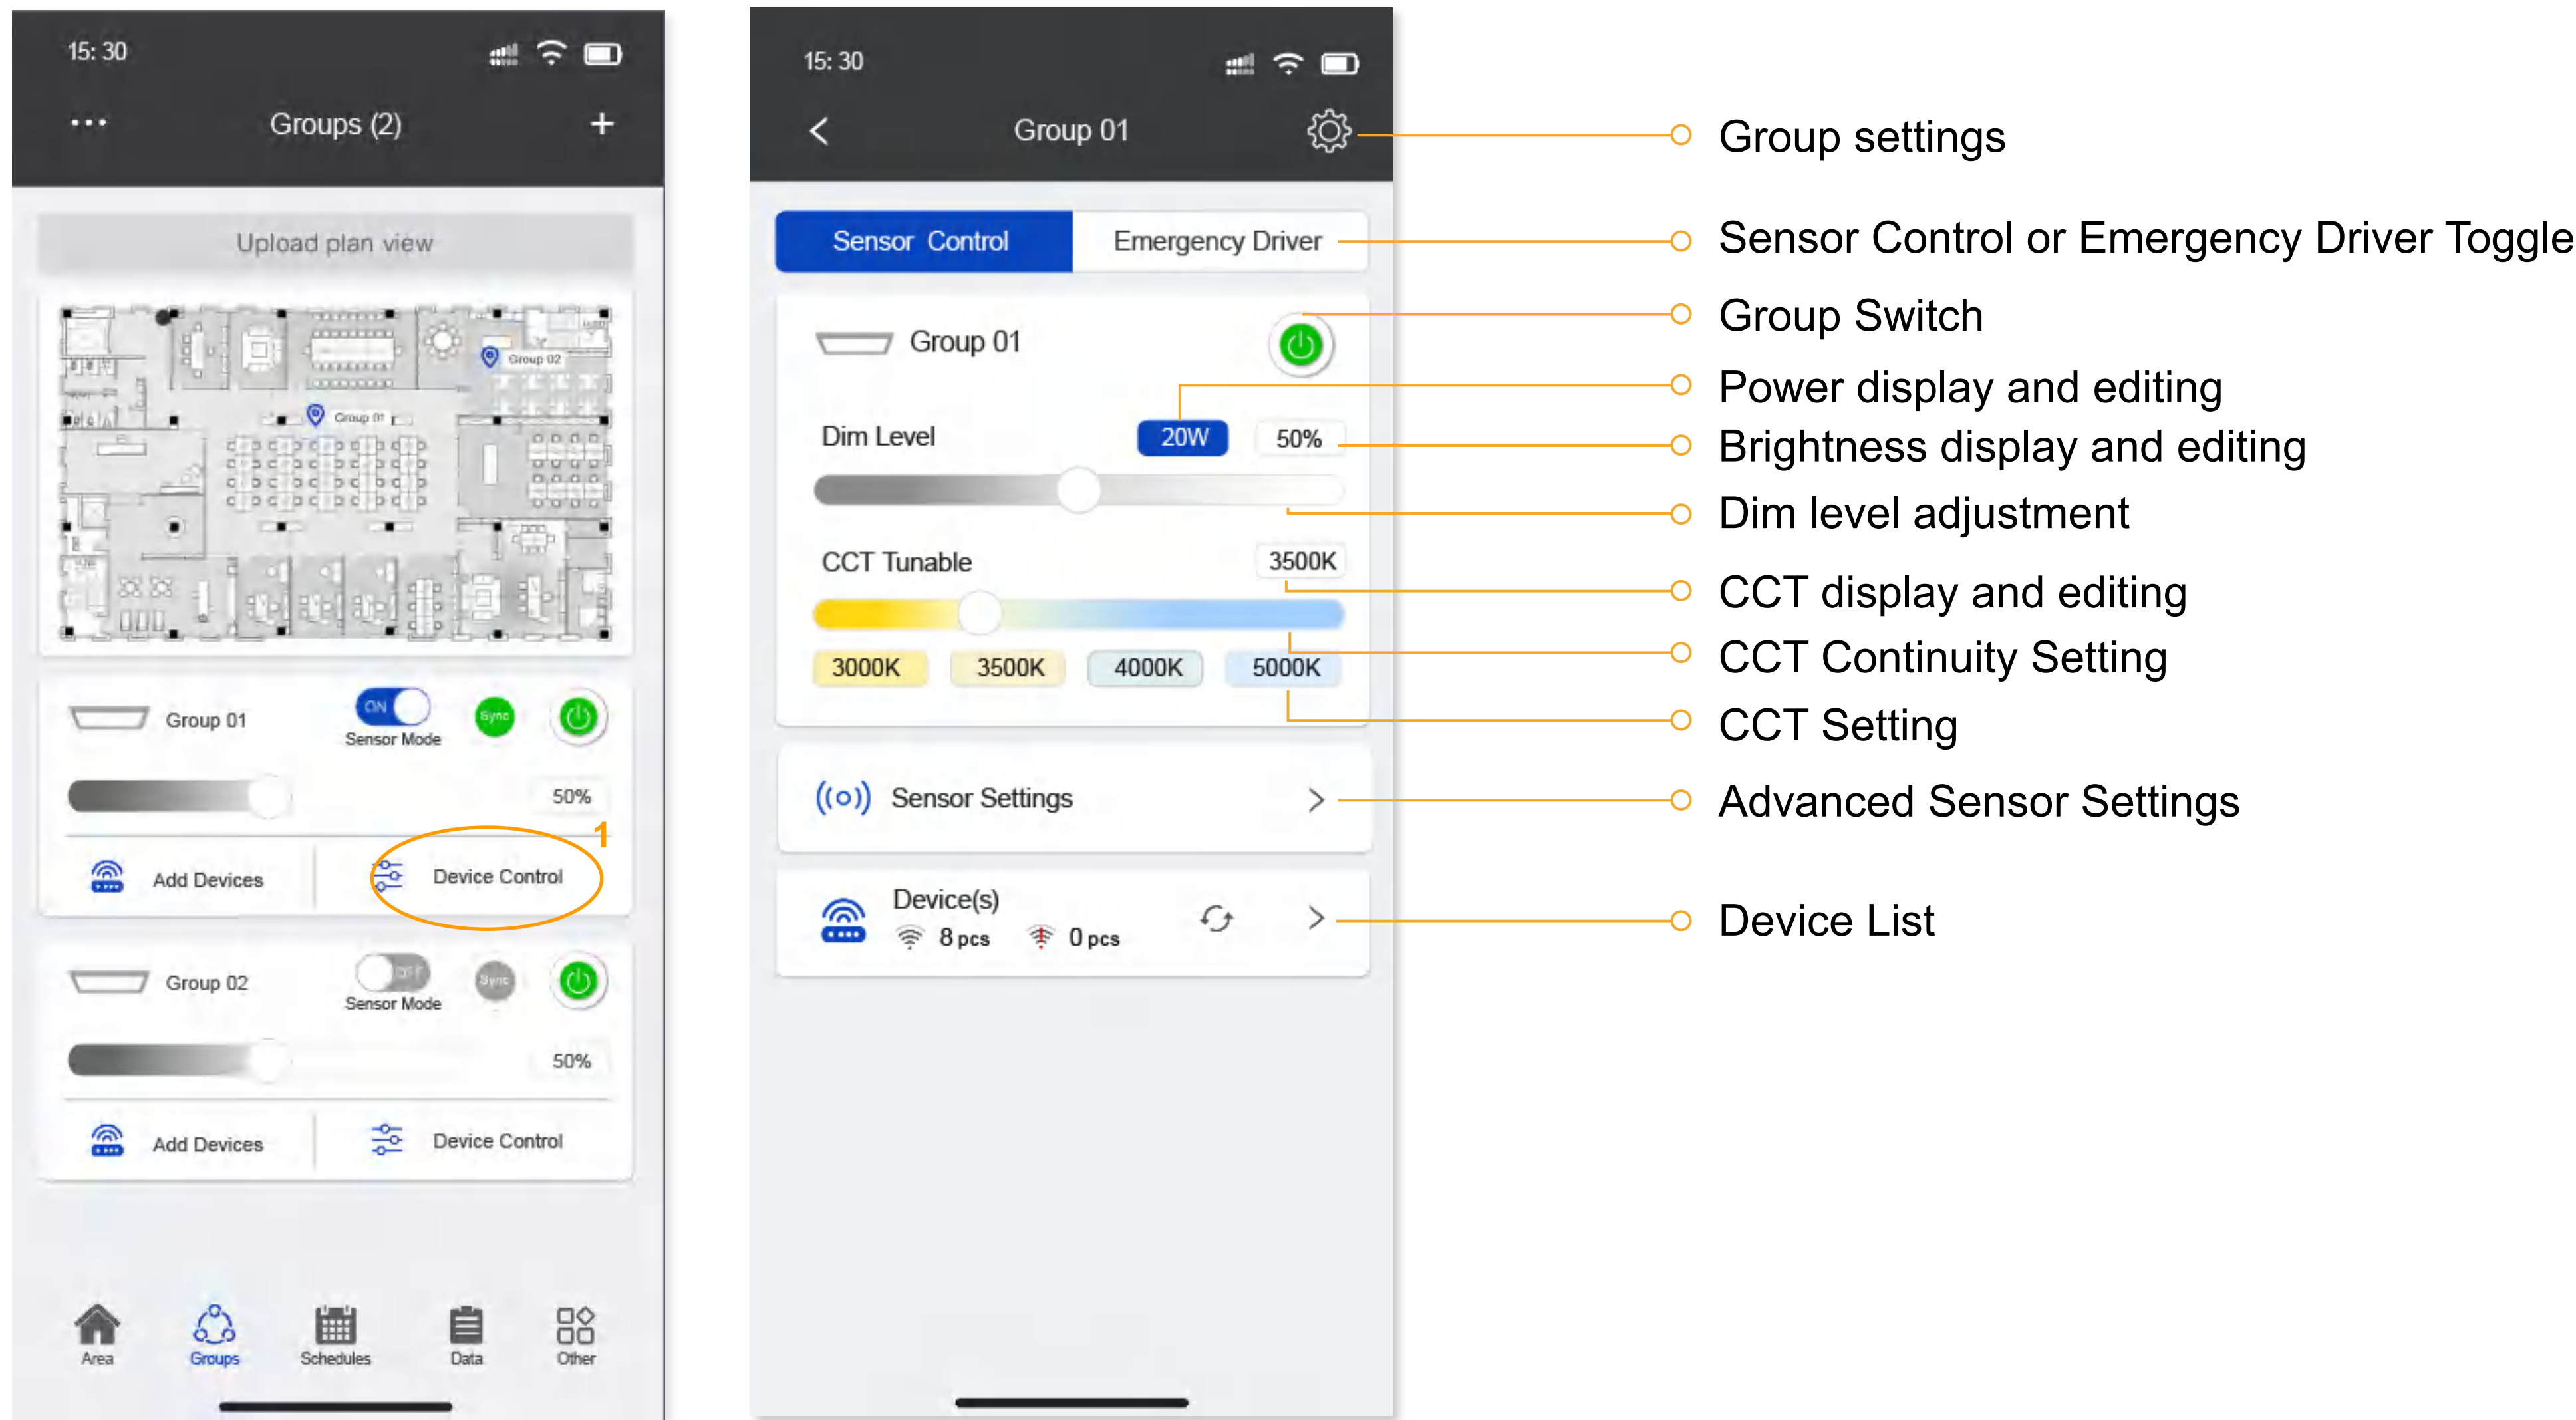 15: 30
Groups (2)
+
Upload plan view
Group 02
Group 01
Group 01
ON
Sensor Mode
Sync
50%
1
Add Devices
Device Control
Group 02
OFF
Sensor Mode
Sync
50%
Add Devices
Device Control
Area
Groups
Schedules
Data
Other
15: 30
Group 01
Sensor Control
Emergency Driver
Group 01
Dim Level
20W
50%
CCT Tunable
3500K
3000K
3500K
4000K
5000K
Sensor Settings
Device(s)
8 pcs
0 pcs
Group settings
Sensor Control or Emergency Driver Toggle
Group Switch
Power display and editing
Brightness display and editing
Dim level adjustment
CCT display and editing
CCT Continuity Setting
CCT Setting
Advanced Sensor Settings
Device List